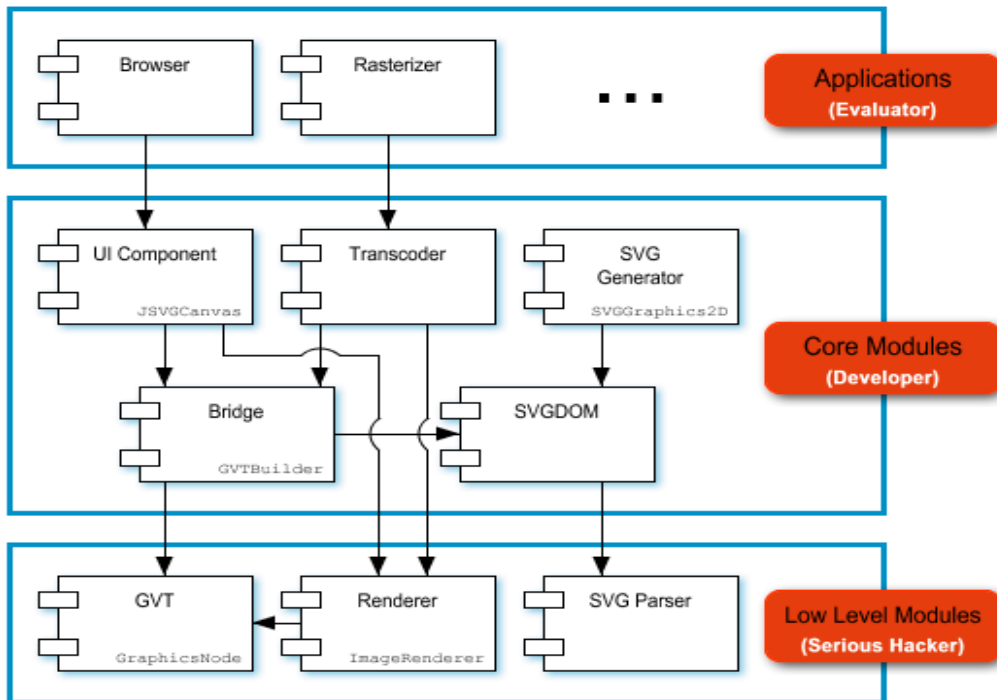 Browser
Rasterizer
...
Applications
(Evaluator)
UI Component
JSVGCanvas
Transcoder
SVG
Generator
SVGGraphics2D
Core Modules
(Developer)
Bridge
GVTBuilder
SVGDOM
GVT
GraphicsNode
Renderer
ImageRenderer
SVG Parser
Low Level Modules
(Serious Hacker)